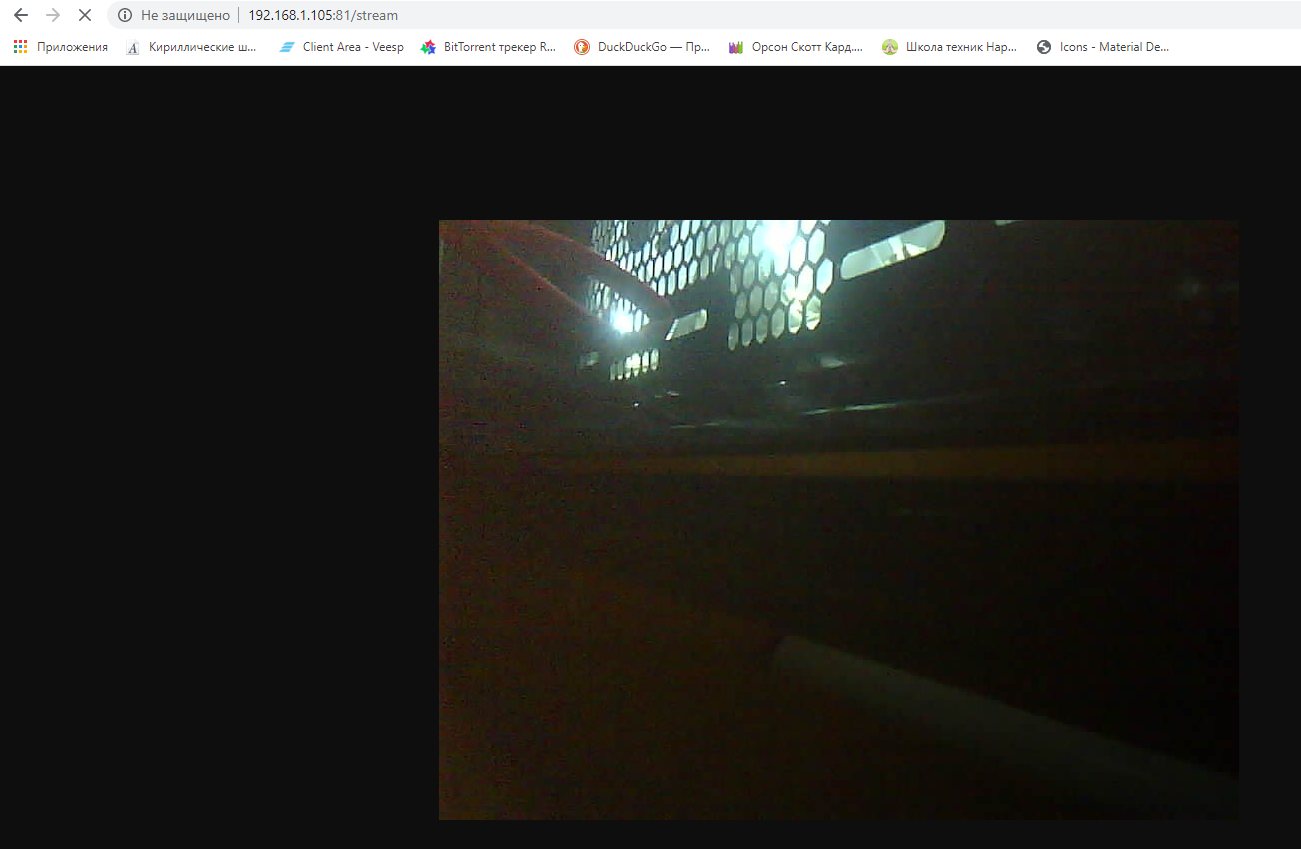 Не защищено 192.168.1.105:81/stream
Приложения Кириллические ш... Client Area - Veesp BitTorrent трекер R... DuckDuckGo — Пр... Орсон Скотт Кард.... Школа техник Нар... Icons - Material De...